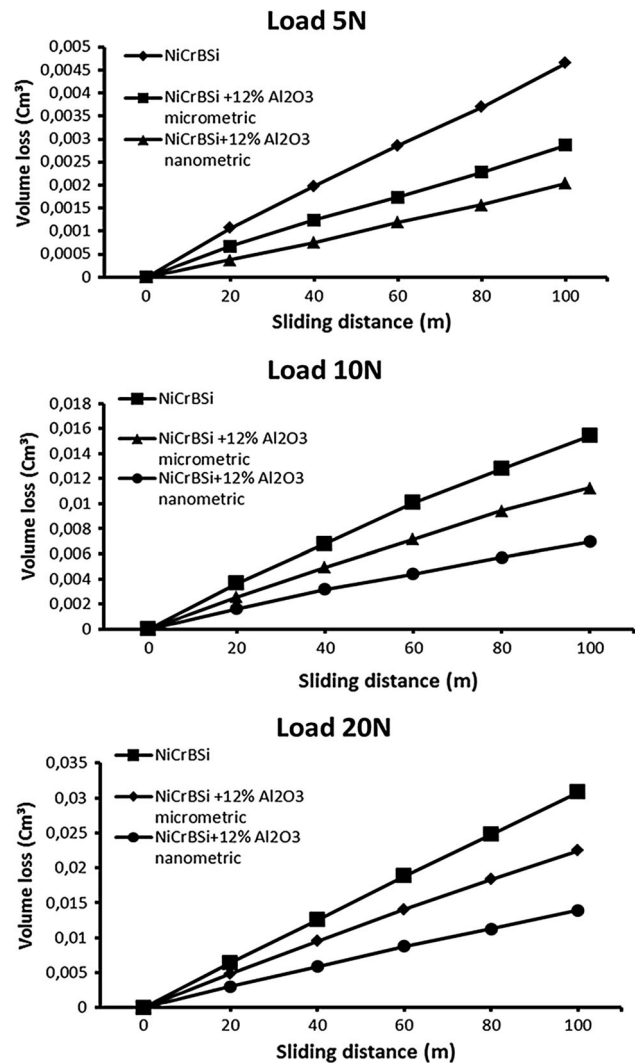 Load 5N
Volume loss (Cm³)
0,005
0,0045
0,004
0,0035
0,003
0,0025
0,002
0,0015
0,001
0,0005
0
NiCrBSi
NiCrBSi +12% Al2O3
micrometric
NiCrBSi+12% Al2O3
nanometric
0 20 40 60 80 100
Sliding distance (m)
Load 10N
Volume loss (Cm³)
0,018
0,016
0,014
0,012
0,01
0,008
0,006
0,004
0,002
0
NiCrBSi
NiCrBSi +12% Al2O3
micrometric
NiCrBSi+12% Al2O3
nanometric
0 20 40 60 80 100
Sliding distance (m)
Load 20N
Volume loss (Cm³)
0,035
0,03
0,025
0,02
0,015
0,01
0,005
0
NiCrBSi
NiCrBSi +12% Al2O3
micrometric
NiCrBSi+12% Al2O3
nanometric
0 20 40 60 80 100
Sliding distance (m)